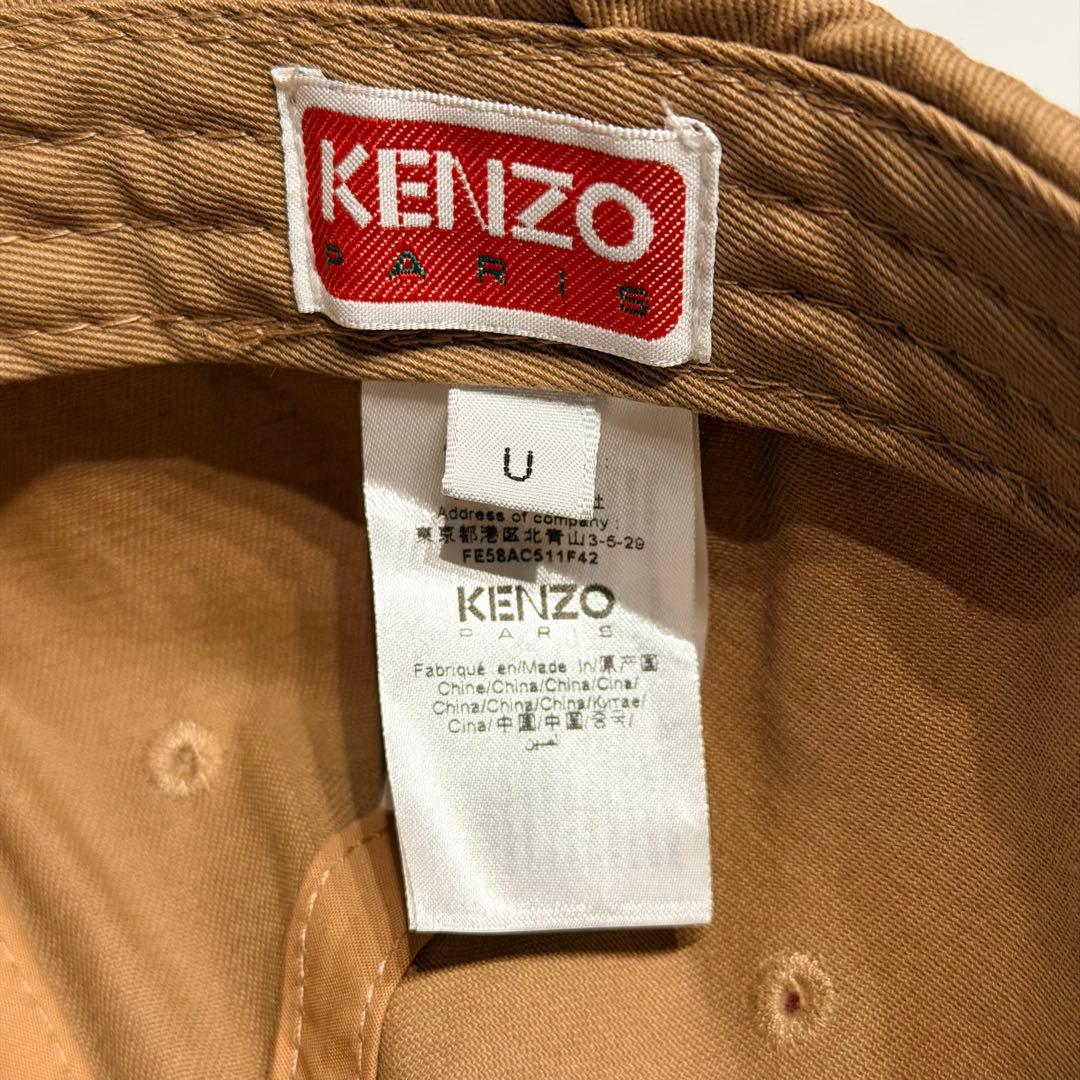 KENZO
PARIS
U
社
Address of company :
東京都港区北青山3-5-29
FE58AC511F42
KENZO
PARIS
Fabriqué en/Made In/原产国
Chine/China/China/Cina/
China/China/China/Китае/
Cina/中國/中国/중국/
الصين